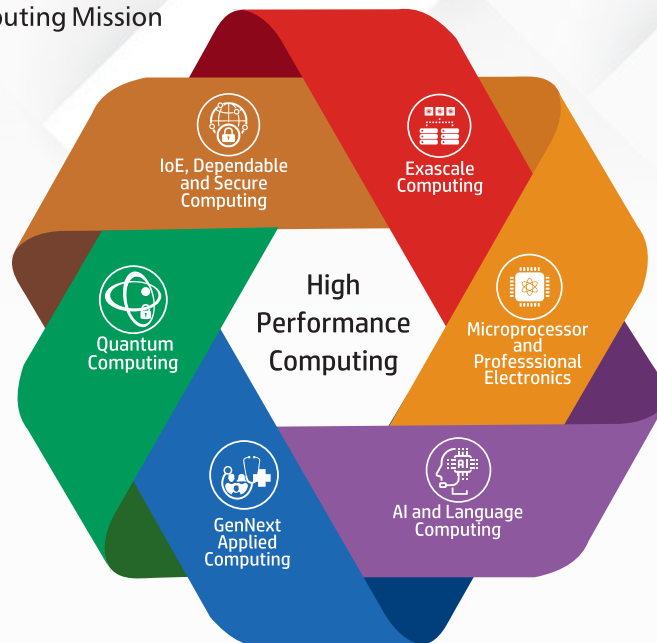 Mission
IoE, Dependable
and Secure
Computing
Exascale
Computing
High
Performance
Computing
Quantum
Computing
Microprocessor
and
Professsional
Electronics
GenNext
Applied
Computing
AI and Language
Computing
AI